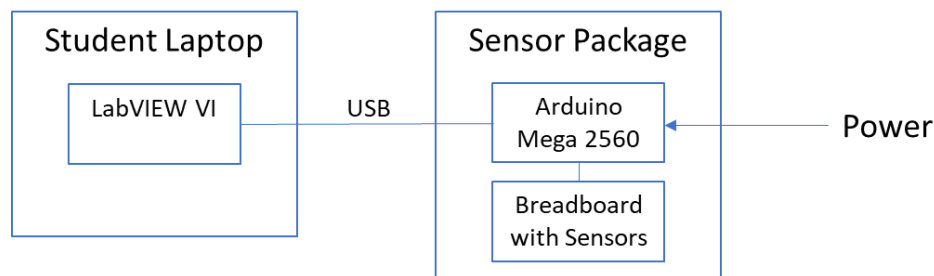 Student Laptop
LabVIEW VI
USB
Sensor Package
Arduino
Mega 2560
Breadboard
with Sensors
Power